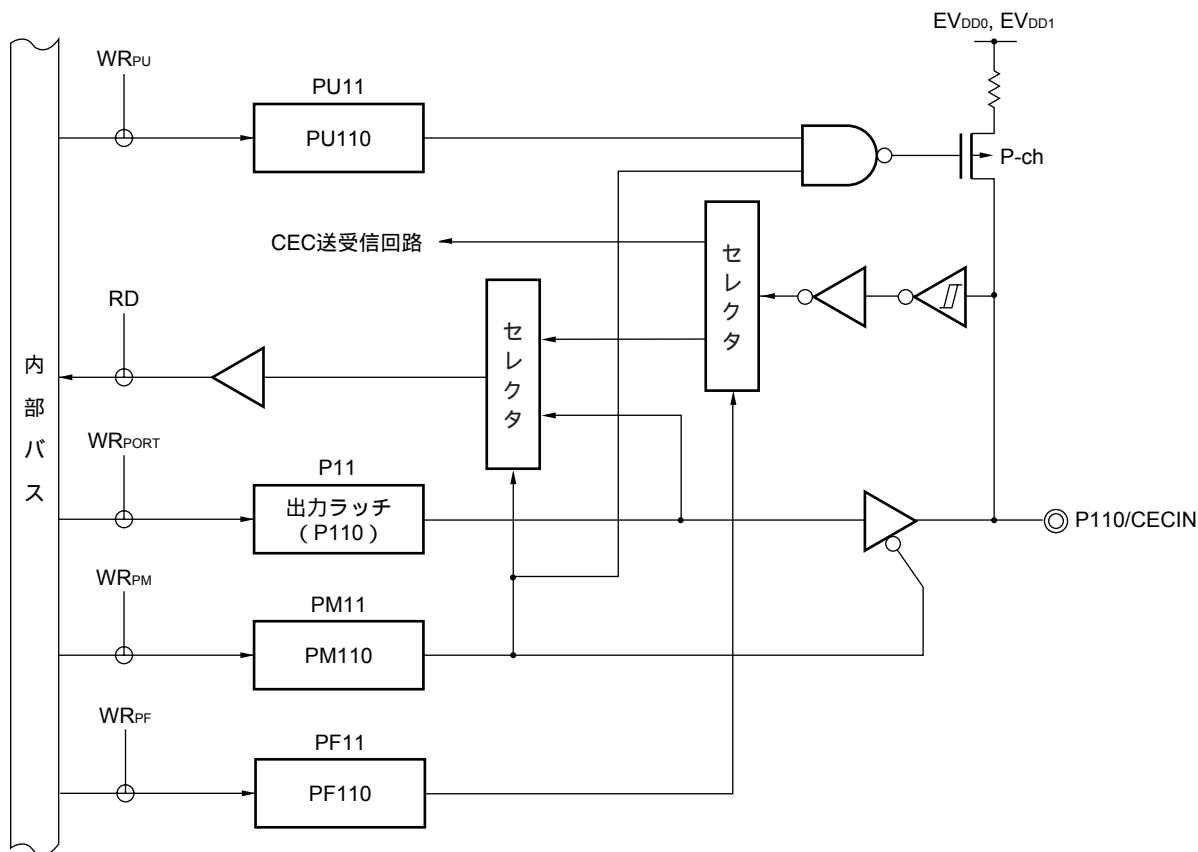 EVDD0, EVDD1
WRPU
PU11
PU110
P-ch
CEC送受信回路
セレクタ
セレクタ
RD
内部バス
WRPORT
P11
出力ラッチ
（P110）
P110/CECIN
WRPM
PM11
PM110
WRPF
PF11
PF110